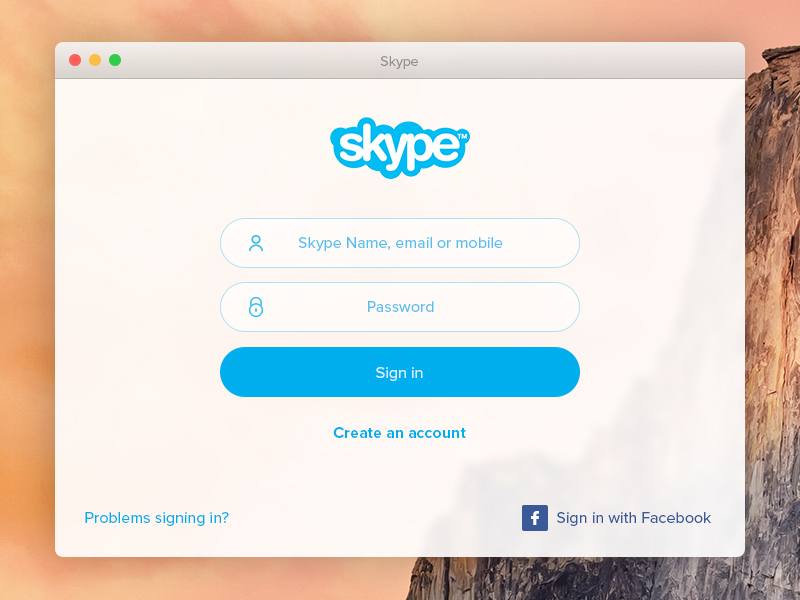 Skype
skype™
Skype Name, email or mobile
Password
Sign in
Create an account
Problems signing in?
f Sign in with Facebook